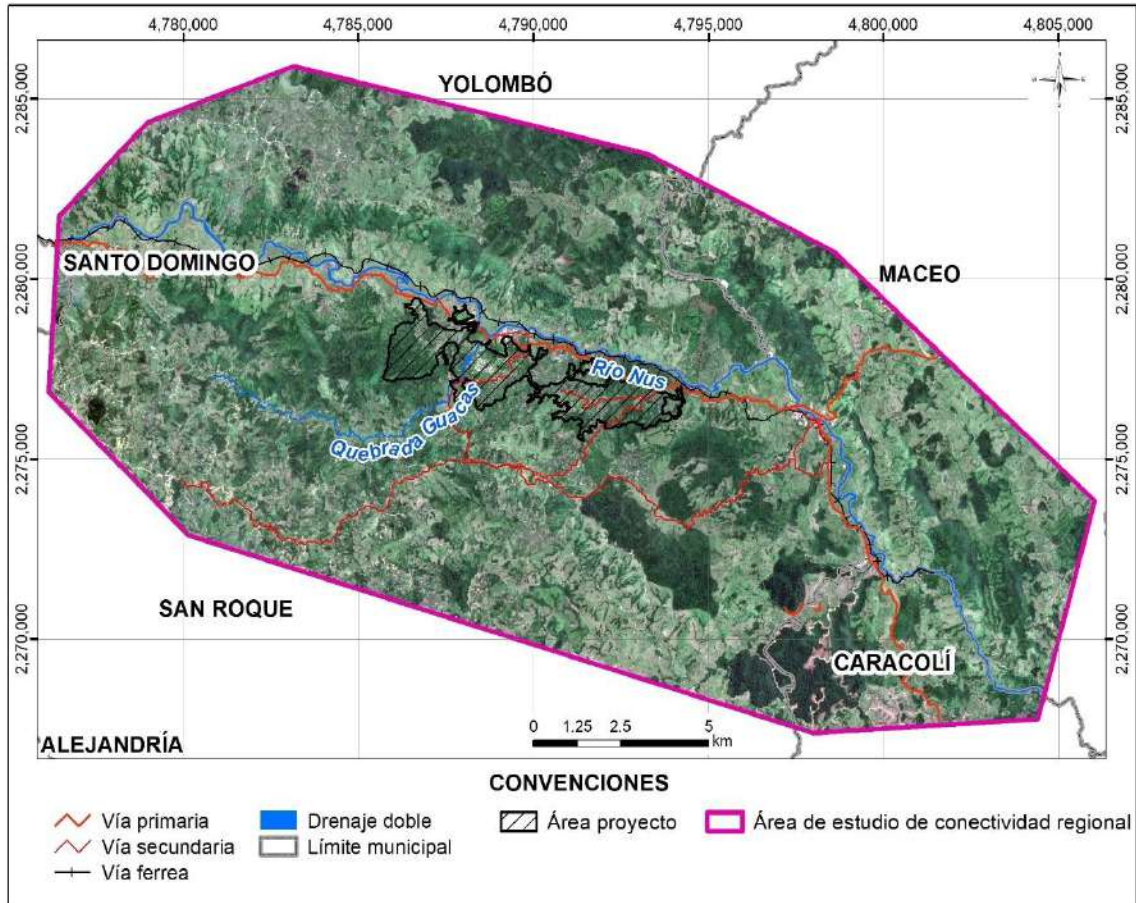 4,780,000 4,785,000 4,790,000 4,795,000 4,800,000 4,805,000
YOLOMBÓ
2,285,000 2,285,000
MACEO
SANTO DOMINGO
2,280,000 2,280,000
Río Nus
Quebrada Guacas
2,275,000 2,275,000
SAN ROQUE
2,270,000 2,270,000
CARACOLÍ
0 1.25 2.5 5
km
ALEJANDRÍA
CONVENCIONES
Vía primaria
Vía secundaria
Vía ferrea
Drenaje doble
Límite municipal
Área proyecto
Área de estudio de conectividad regional